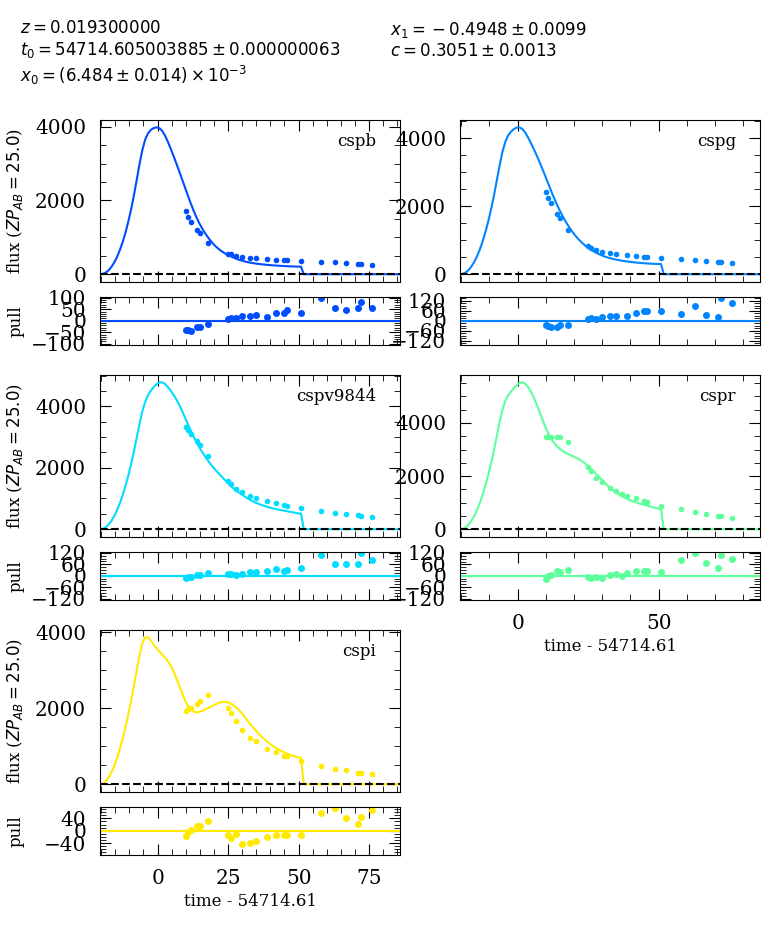 z = 0.019300000
t₀ = 54714.605003885 ± 0.000000063
x₀ = (6.484 ± 0.014) × 10⁻³
x₁ = −0.4948 ± 0.0099
c = 0.3051 ± 0.0013
cspb
flux (ZP_AB = 25.0)
4000
2000
0
cspg
4000
2000
0
pull
100
50
0
−50
−100
120
60
0
−60
−120
cspv9844
flux (ZP_AB = 25.0)
4000
2000
0
cspr
4000
2000
0
pull
120
60
0
−60
−120
120
60
0
−60
−120
0 50
time - 54714.61
cspi
flux (ZP_AB = 25.0)
4000
2000
0
pull
40
0
−40
0 25 50 75
time - 54714.61